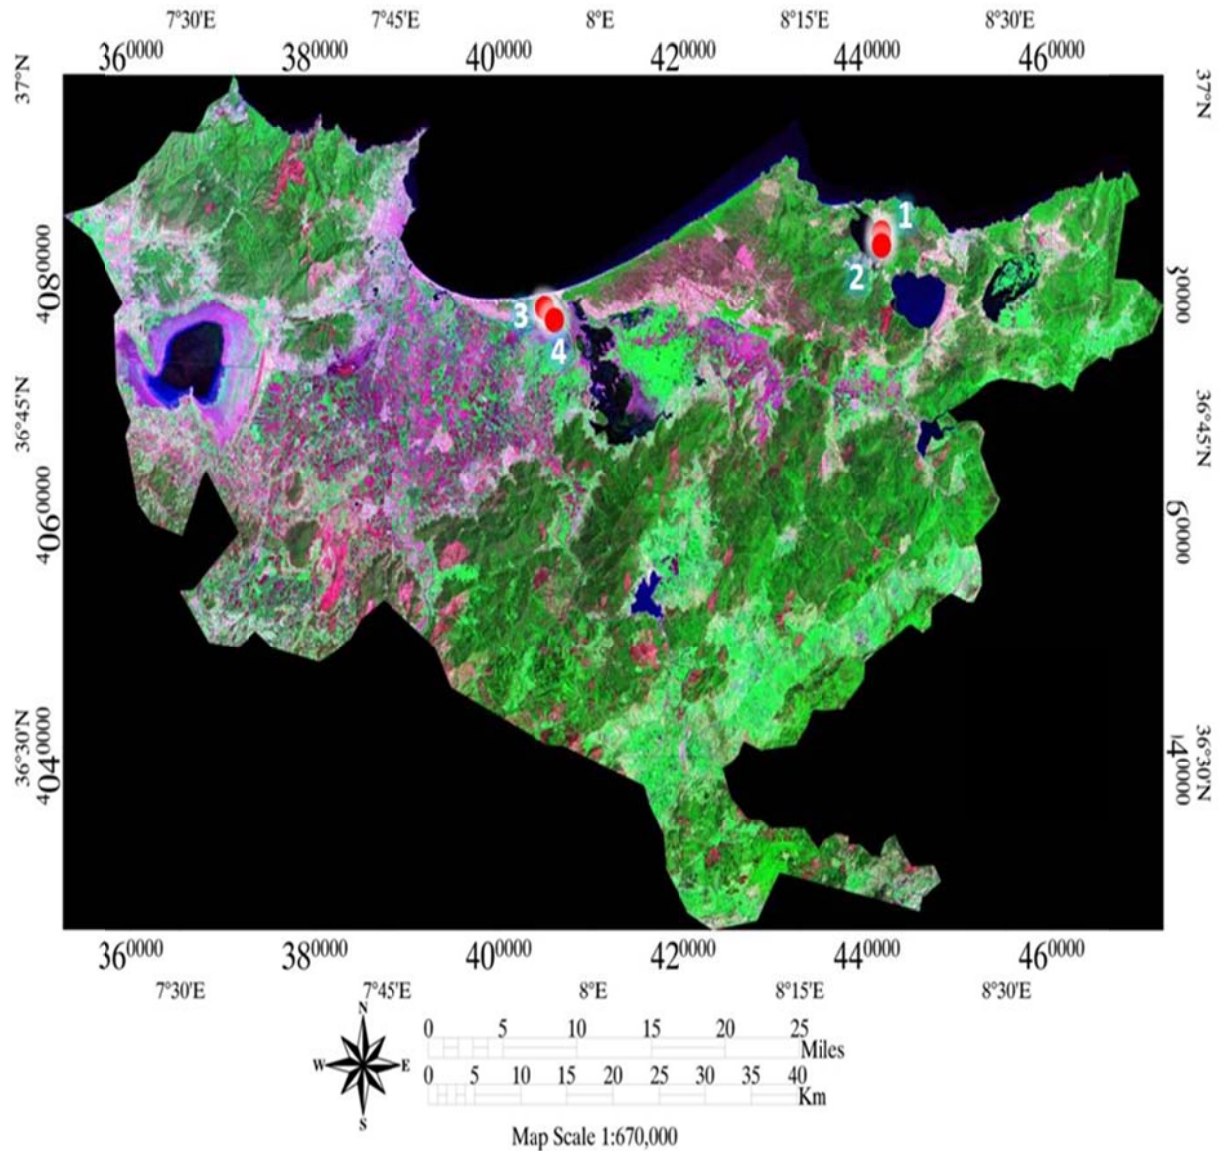 7°30'E 7°45'E 8°E 8°15'E 8°30'E
360000 380000 400000 420000 440000 460000
37°N 37°N
1
2
3
4
4080000
36°45'N 36°45'N
4060000 60000
36°30'N 36°30'N
4040000 40000
360000 380000 400000 420000 440000 460000
7°30'E 7°45'E 8°E 8°15'E 8°30'E
N
W E
S
0 5 10 15 20 25
Miles
0 5 10 15 20 25 30 35 40
Km
Map Scale 1:670,000